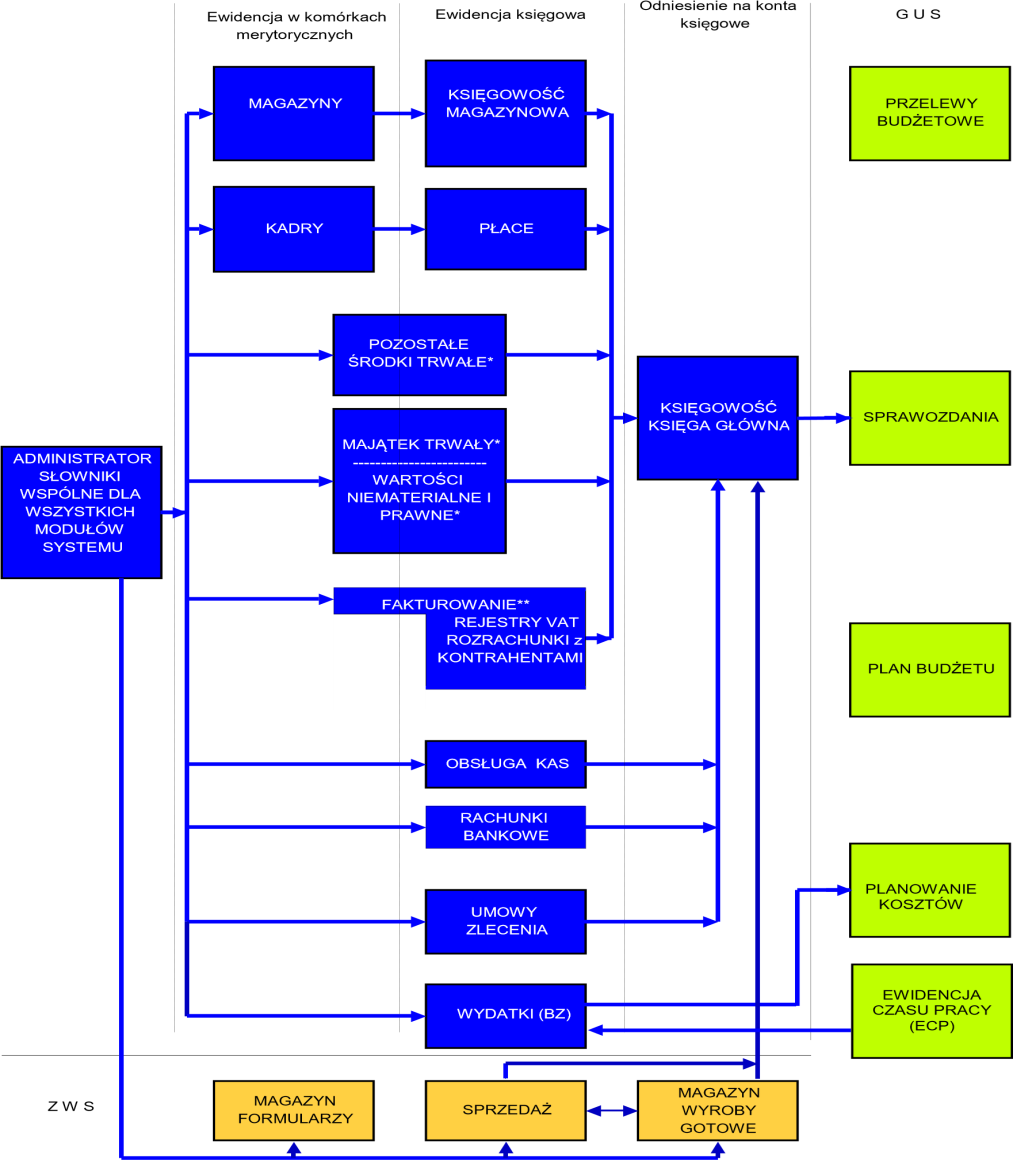 Ewidencja w komórkach
merytorycznych
Ewidencja księgowa
Odniesienie na konta
księgowe
G U S
MAGAZYNY
KSIĘGOWOŚĆ
MAGAZYNOWA
PRZELEWY
BUDŻETOWE
KADRY
PŁACE
POZOSTAŁE
ŚRODKI TRWAŁE*
KSIĘGOWOŚĆ
KSIĘGA GŁÓWNA
SPRAWOZDANIA
MAJĄTEK TRWAŁY*
------------------------
WARTOŚCI
NIEMATERIALNE I
PRAWNE*
ADMINISTRATOR
SŁOWNIKI
WSPÓLNE DLA
WSZYSTKICH
MODUŁÓW
SYSTEMU
FAKTUROWANIE**
REJESTRY VAT
ROZRACHUNKI z
KONTRAHENTAMI
PLAN BUDŻETU
OBSŁUGA KAS
RACHUNKI
BANKOWE
UMOWY
ZLECENIA
PLANOWANIE
KOSZTÓW
WYDATKI (BZ)
EWIDENCJA
CZASU PRACY
(ECP)
Z W S
MAGAZYN
FORMULARZY
SPRZEDAŻ
MAGAZYN
WYROBY
GOTOWE